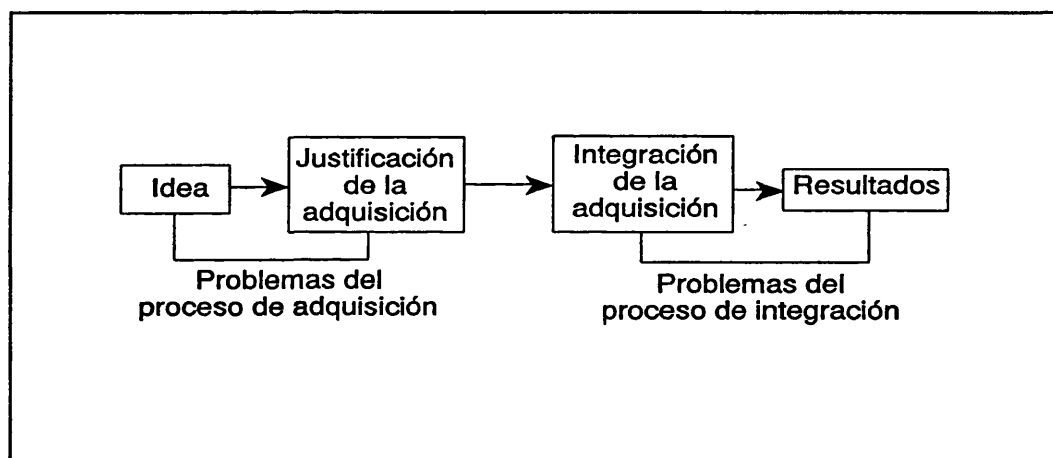 Idea
Justificación
de la
adquisición
Integración
de la
adquisición
Resultados
Problemas del
proceso de adquisición
Problemas del
proceso de integración